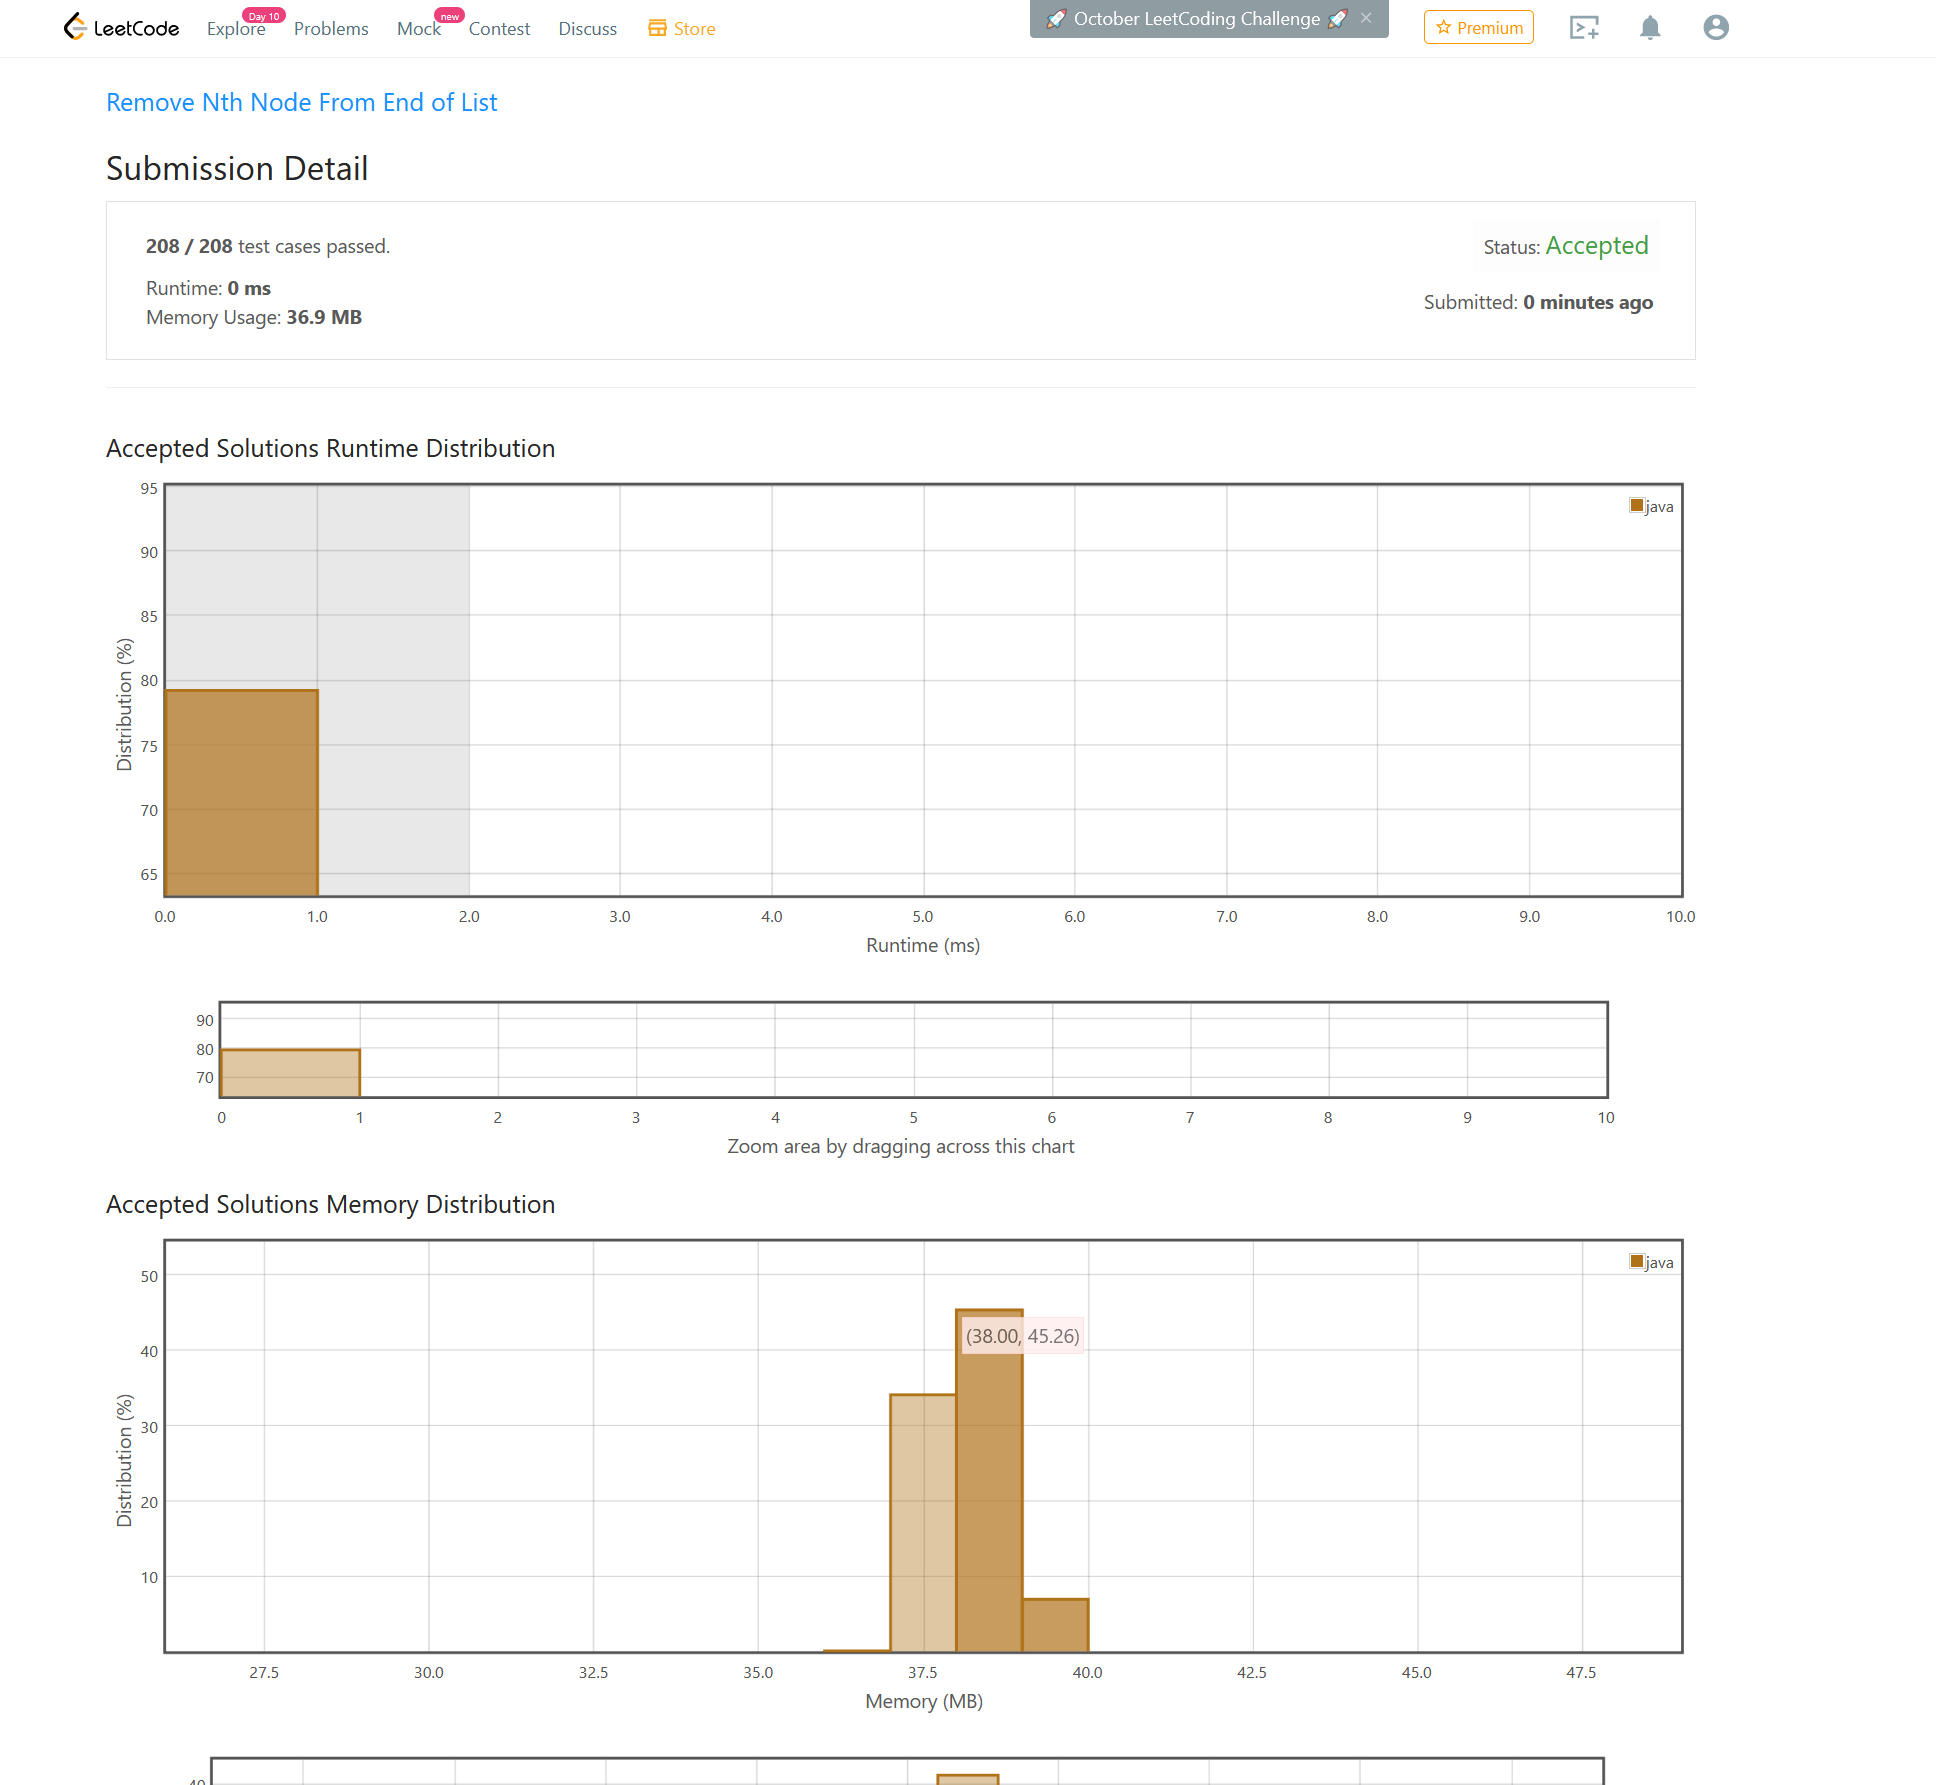 LeetCode Explore Day 10 Problems Mock new Contest Discuss Store October LeetCoding Challenge × Premium
Remove Nth Node From End of List
Submission Detail
208 / 208 test cases passed.
Status: Accepted
Runtime: 0 ms
Submitted: 0 minutes ago
Memory Usage: 36.9 MB
Accepted Solutions Runtime Distribution
95
java
90
85
80
75
70
65
Distribution (%)
0.0 1.0 2.0 3.0 4.0 5.0 6.0 7.0 8.0 9.0 10.0
Runtime (ms)
90
80
70
0 1 2 3 4 5 6 7 8 9 10
Zoom area by dragging across this chart
Accepted Solutions Memory Distribution
java
50
(38.00, 45.26)
40
30
20
10
Distribution (%)
27.5 30.0 32.5 35.0 37.5 40.0 42.5 45.0 47.5
Memory (MB)
40